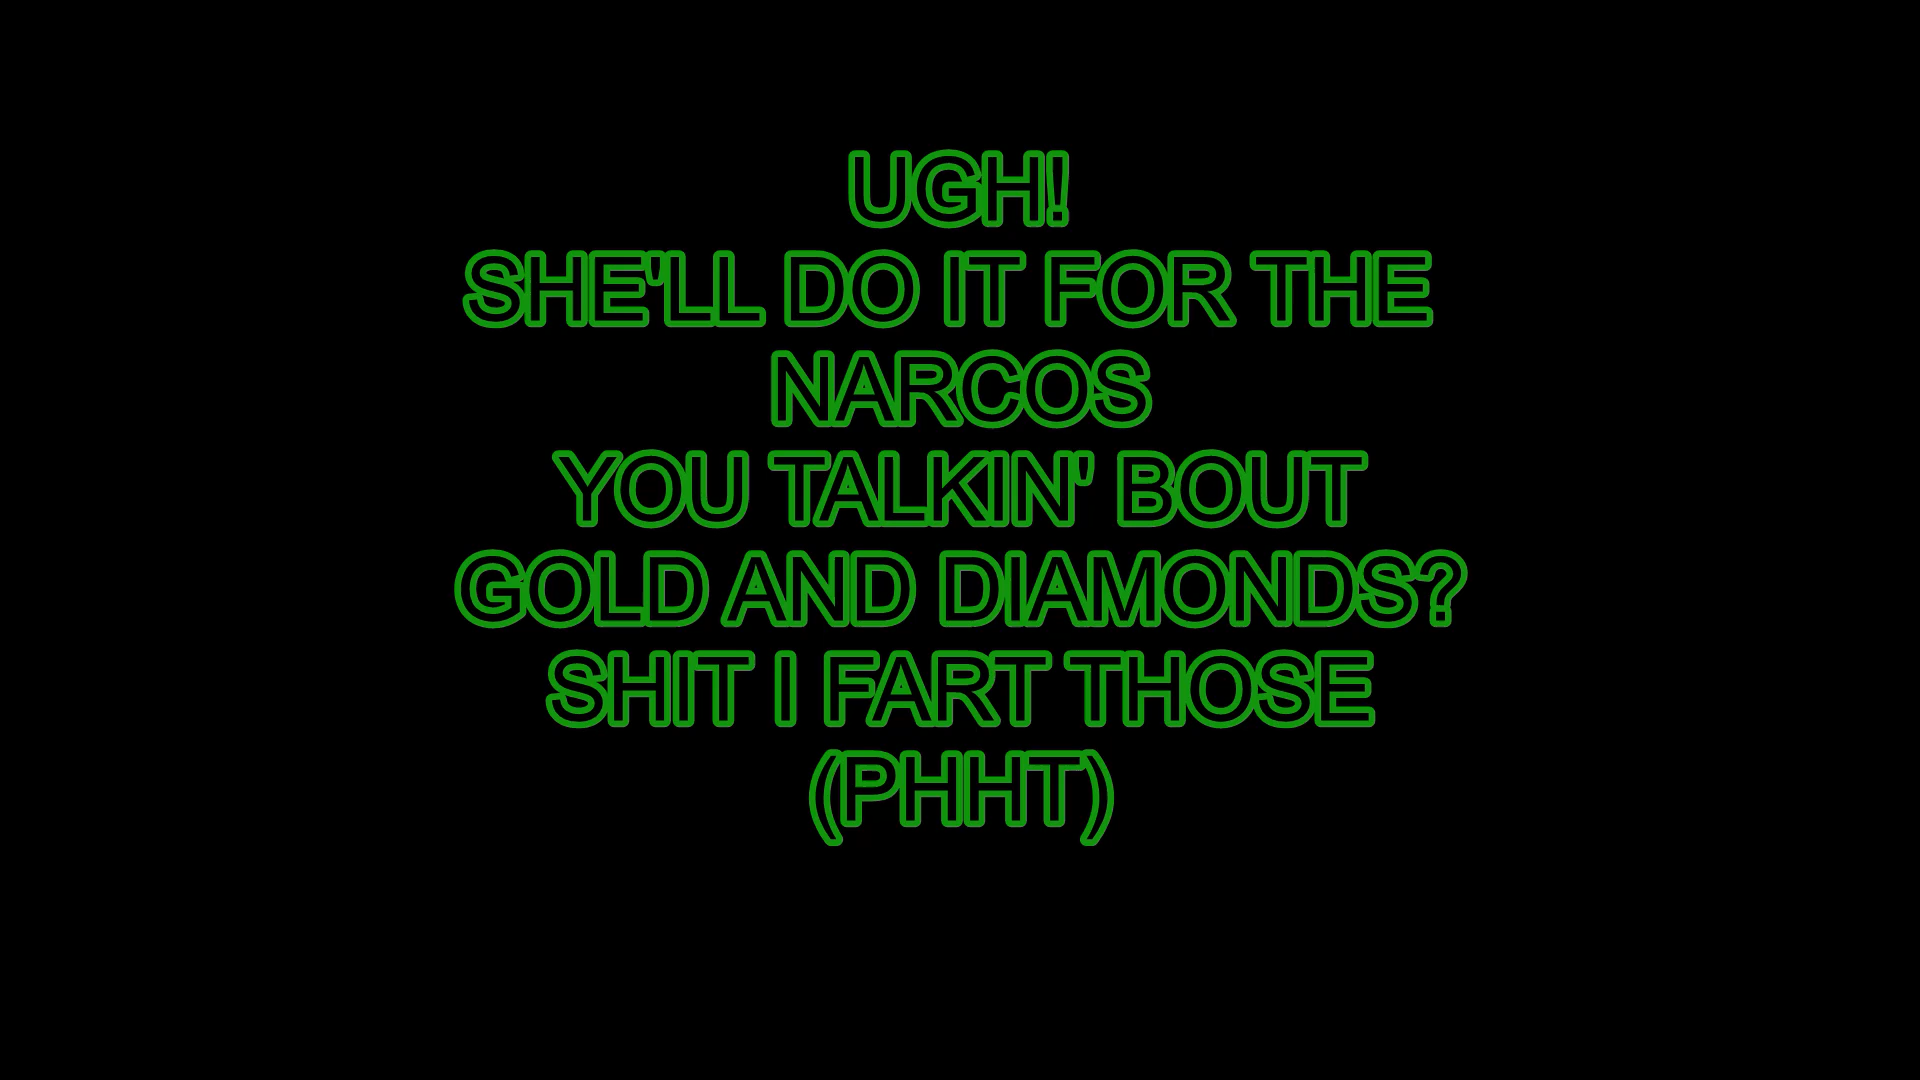 UGH!
SHE'LL DO IT FOR THE
NARCOS
YOU TALKIN' BOUT
GOLD AND DIAMONDS?
SHIT I FART THOSE
(PHHT)